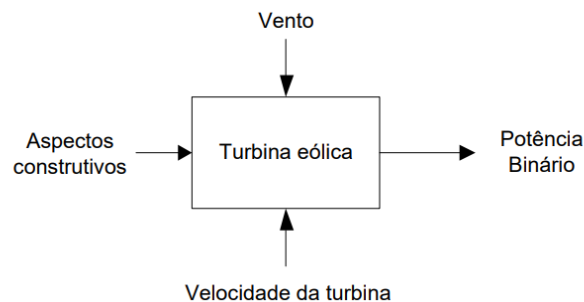 Vento
Aspectos
construtivos
Turbina eólica
Potência
Binário
Velocidade da turbina